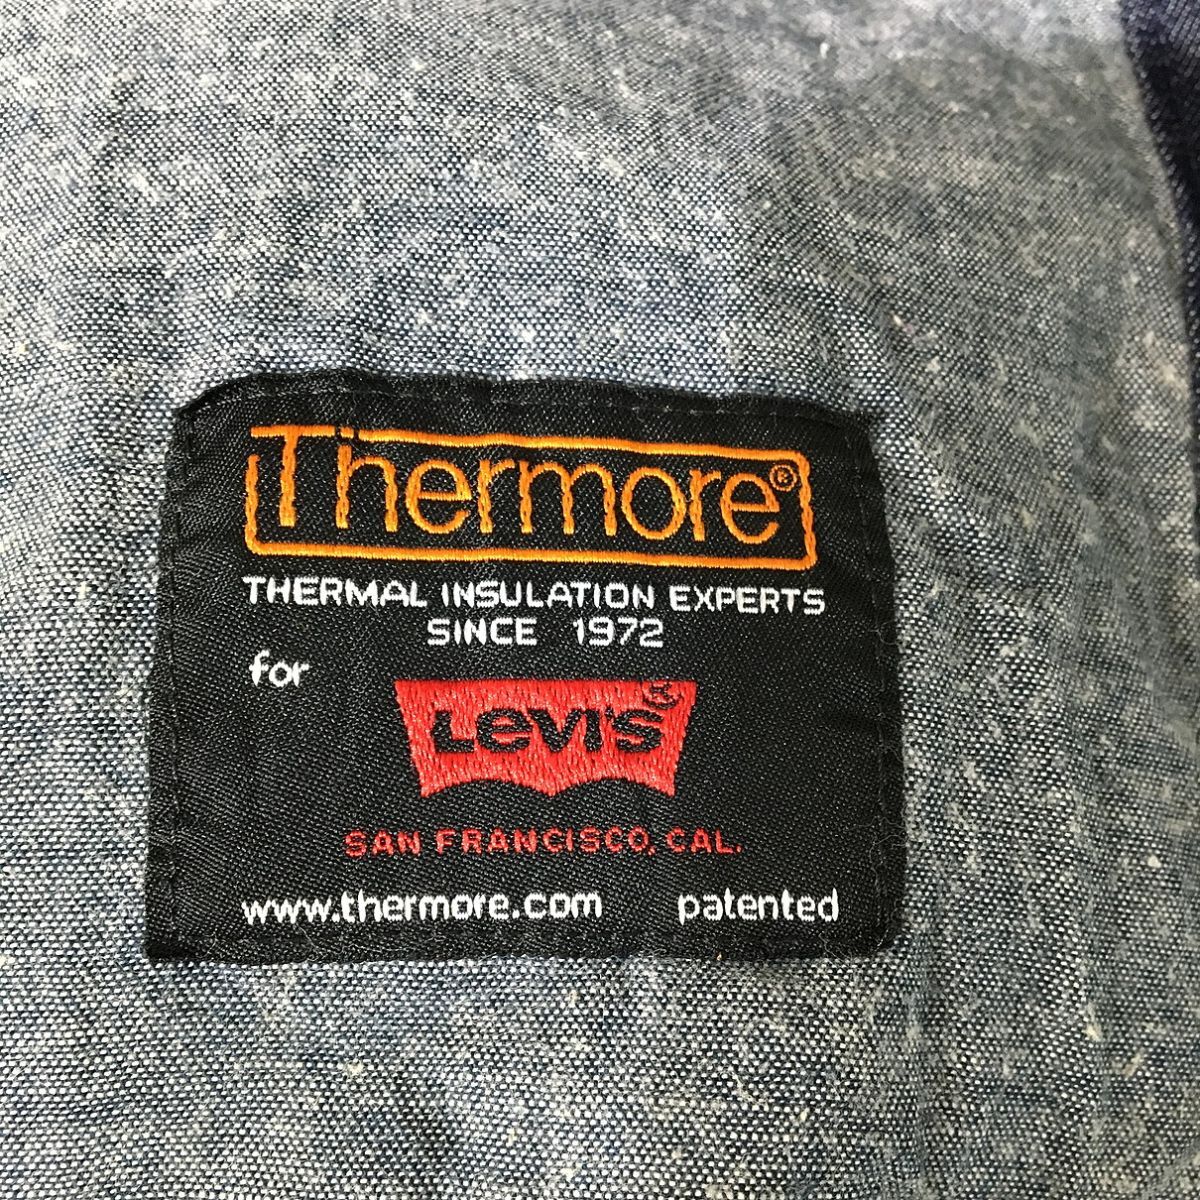 Thermore®
THERMAL INSULATION EXPERTS
SINCE 1972
for
LEVI'S®
SAN FRANCISCO, CAL.
www.thermore.com patented